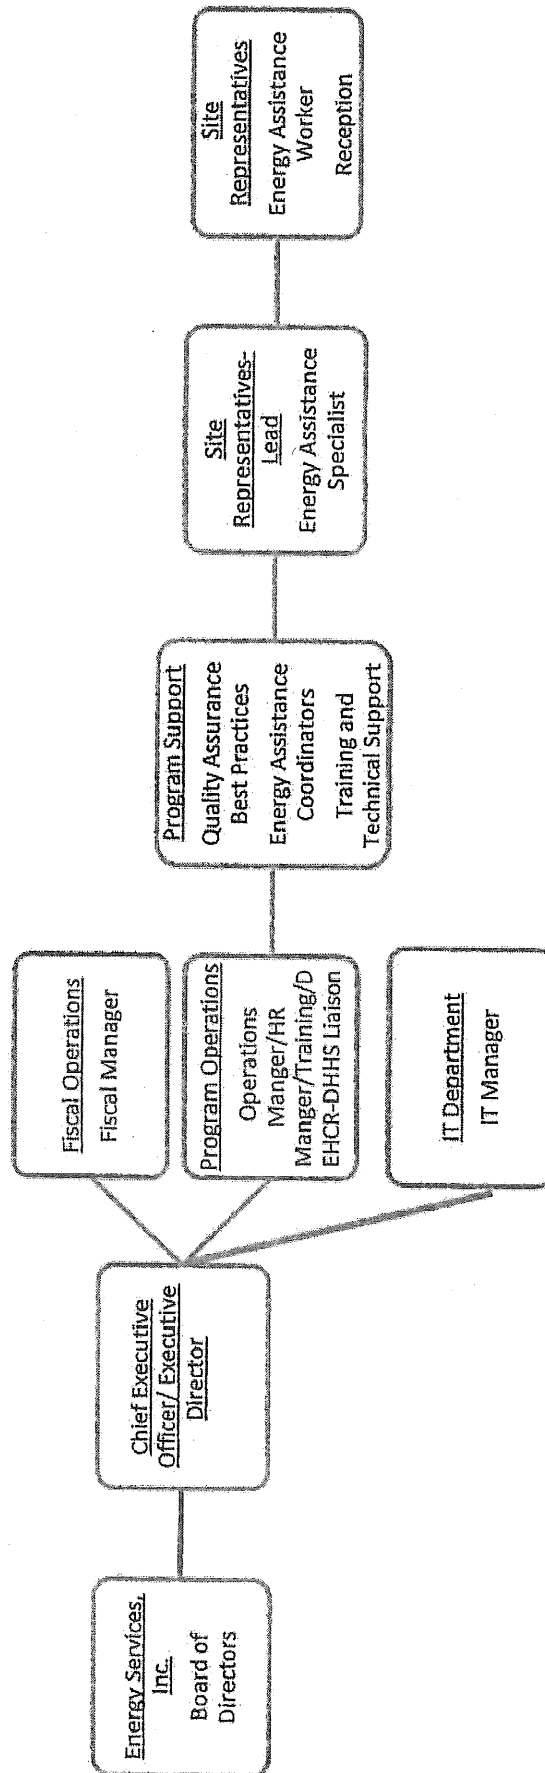 Energy Services,
Inc.
Board of
Directors
Chief Executive
Officer/ Executive
Director
Fiscal Operations
Fiscal Manager
Program Operations
Operations
Manger/HR
Manger/Training/D
EHCR-DHHS Liaison
IT Department
IT Manager
Program Support
Quality Assurance
Best Practices
Energy Assistance
Coordinators
Training and
Technical Support
Site
Representatives-
Lead
Energy Assistance
Specialist
Site
Representatives
Energy Assistance
Worker
Reception